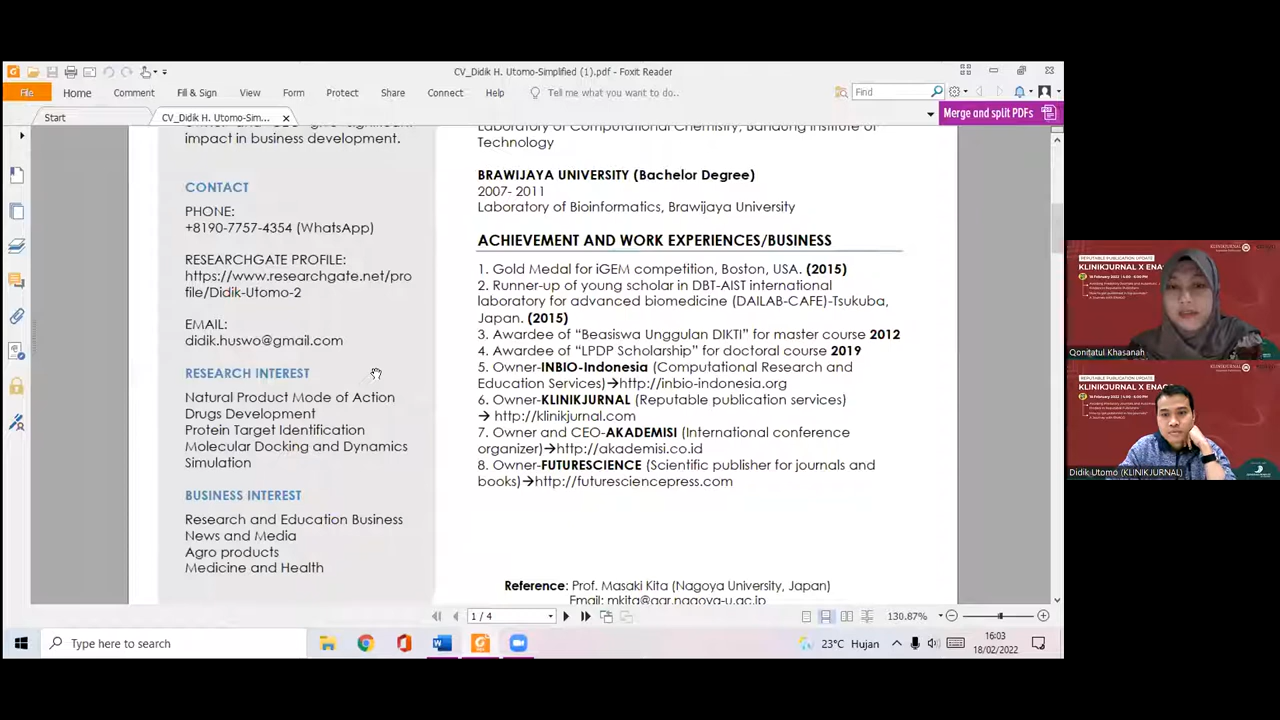 CV_Didik H. Utomo-Simplified (1).pdf - Foxit Reader
File Home Comment Fill & Sign View Form Protect Share Connect Help Tell me what you want to do.. Find
Start CV_Didik H. Utomo-Sim... Merge and split PDFs
impact in business development.
CONTACT
PHONE:
+8190-7757-4354 (WhatsApp)
RESEARCHGATE PROFILE:
https://www.researchgate.net/pro
file/Didik-Utomo-2
EMAIL:
didik.huswo@gmail.com
RESEARCH INTEREST
Natural Product Mode of Action
Drugs Development
Protein Target Identification
Molecular Docking and Dynamics
Simulation
BUSINESS INTEREST
Research and Education Business
News and Media
Agro products
Medicine and Health
Laboratory of Computational Chemistry, Bandung Institute of
Technology
BRAWIJAYA UNIVERSITY (Bachelor Degree)
2007- 2011
Laboratory of Bioinformatics, Brawijaya University
ACHIEVEMENT AND WORK EXPERIENCES/BUSINESS
1. Gold Medal for iGEM competition, Boston, USA. (2015)
2. Runner-up of young scholar in DBT-AIST international
laboratory for advanced biomedicine (DAILAB-CAFE)-Tsukuba,
Japan. (2015)
3. Awardee of “Beasiswa Unggulan DIKTI” for master course 2012
4. Awardee of “LPDP Scholarship” for doctoral course 2019
5. Owner-INBIO-Indonesia (Computational Research and
Education Services)→http://inbio-indonesia.org
6. Owner-KLINIKJURNAL (Reputable publication services)
→ http://klinikjurnal.com
7. Owner and CEO-AKADEMISI (International conference
organizer)→http://akademisi.co.id
8. Owner-FUTURESCIENCE (Scientific publisher for journals and
books)→http://futuresciencepress.com
Reference: Prof. Masaki Kita (Nagoya University, Japan)
Email: mkita@agr.nagoya-u.ac.jp
1 / 4 130.87%
Type here to search 23°C Hujan 16:03
18/02/2022
KLINIKJURNAL X ENA
Qonitatul Khasanah
KLINIKJURNAL X ENA
Didik Utomo (KLINIKJURNAL)